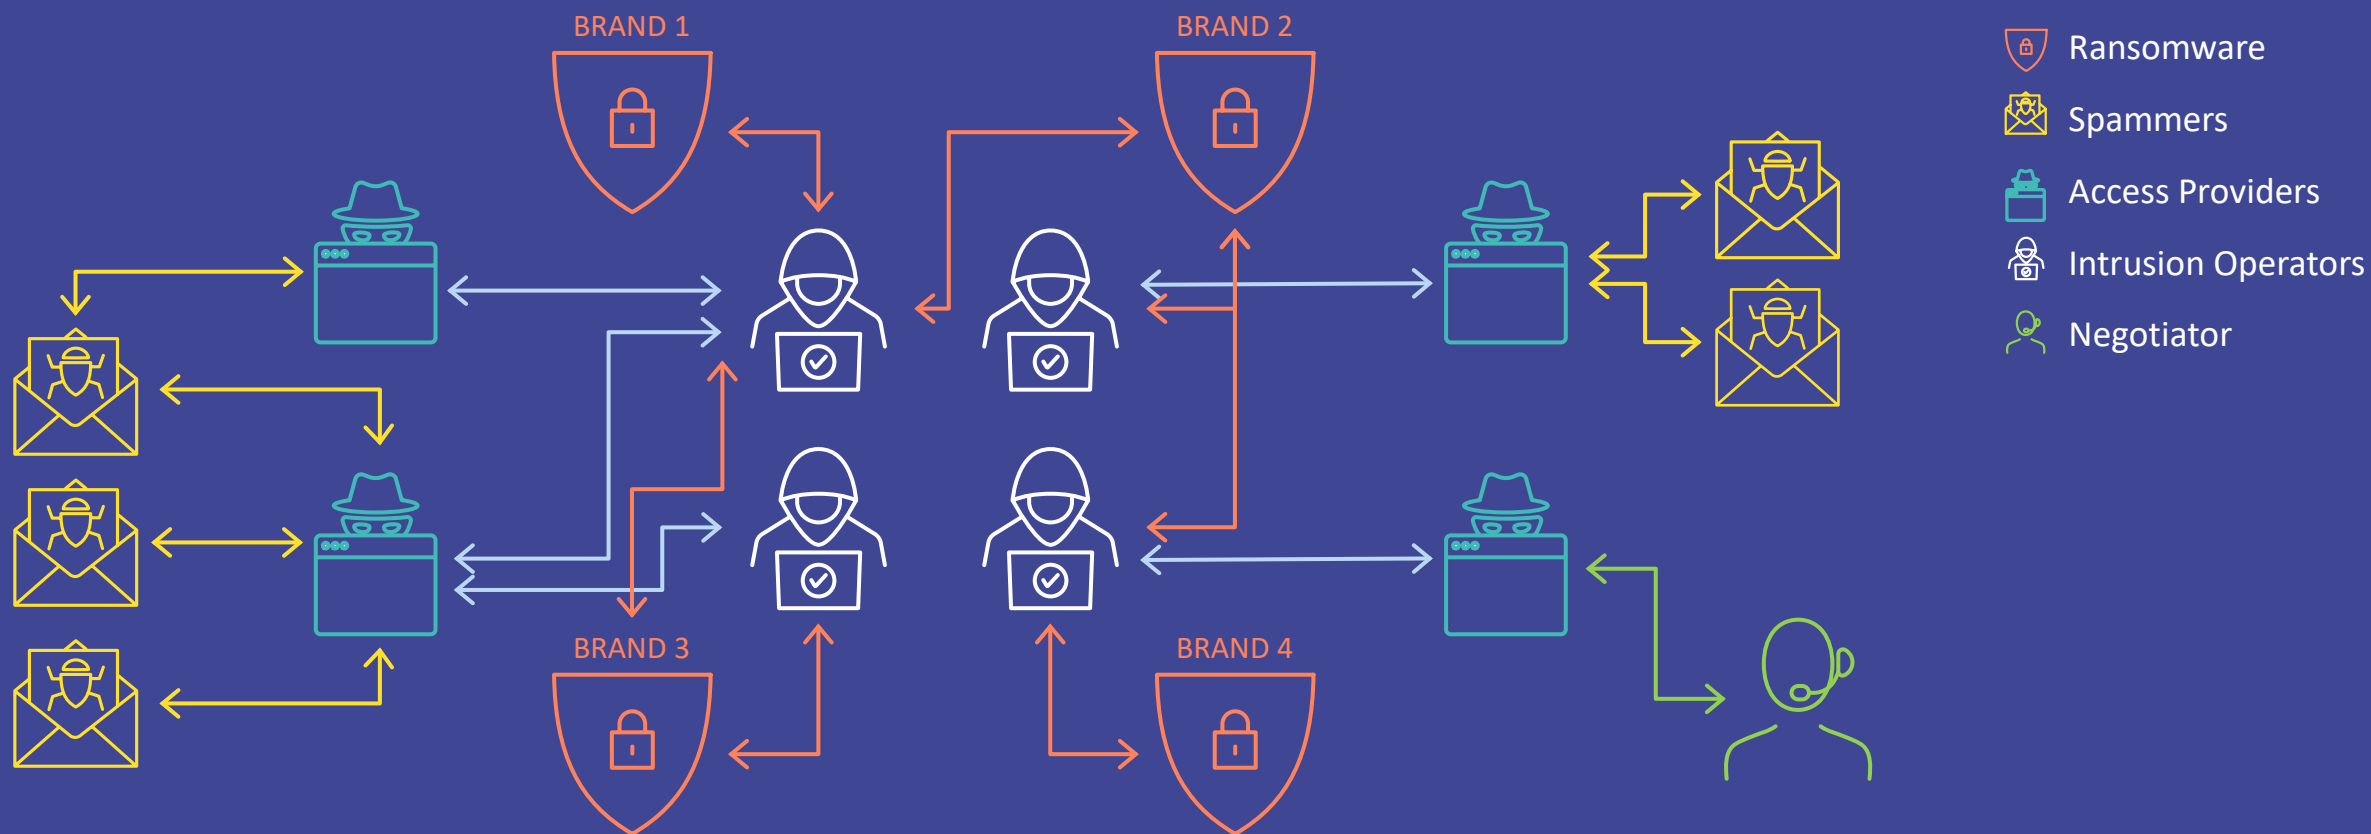 BRAND 1
BRAND 2
BRAND 3
BRAND 4
Ransomware
Spammers
Access Providers
Intrusion Operators
Negotiator